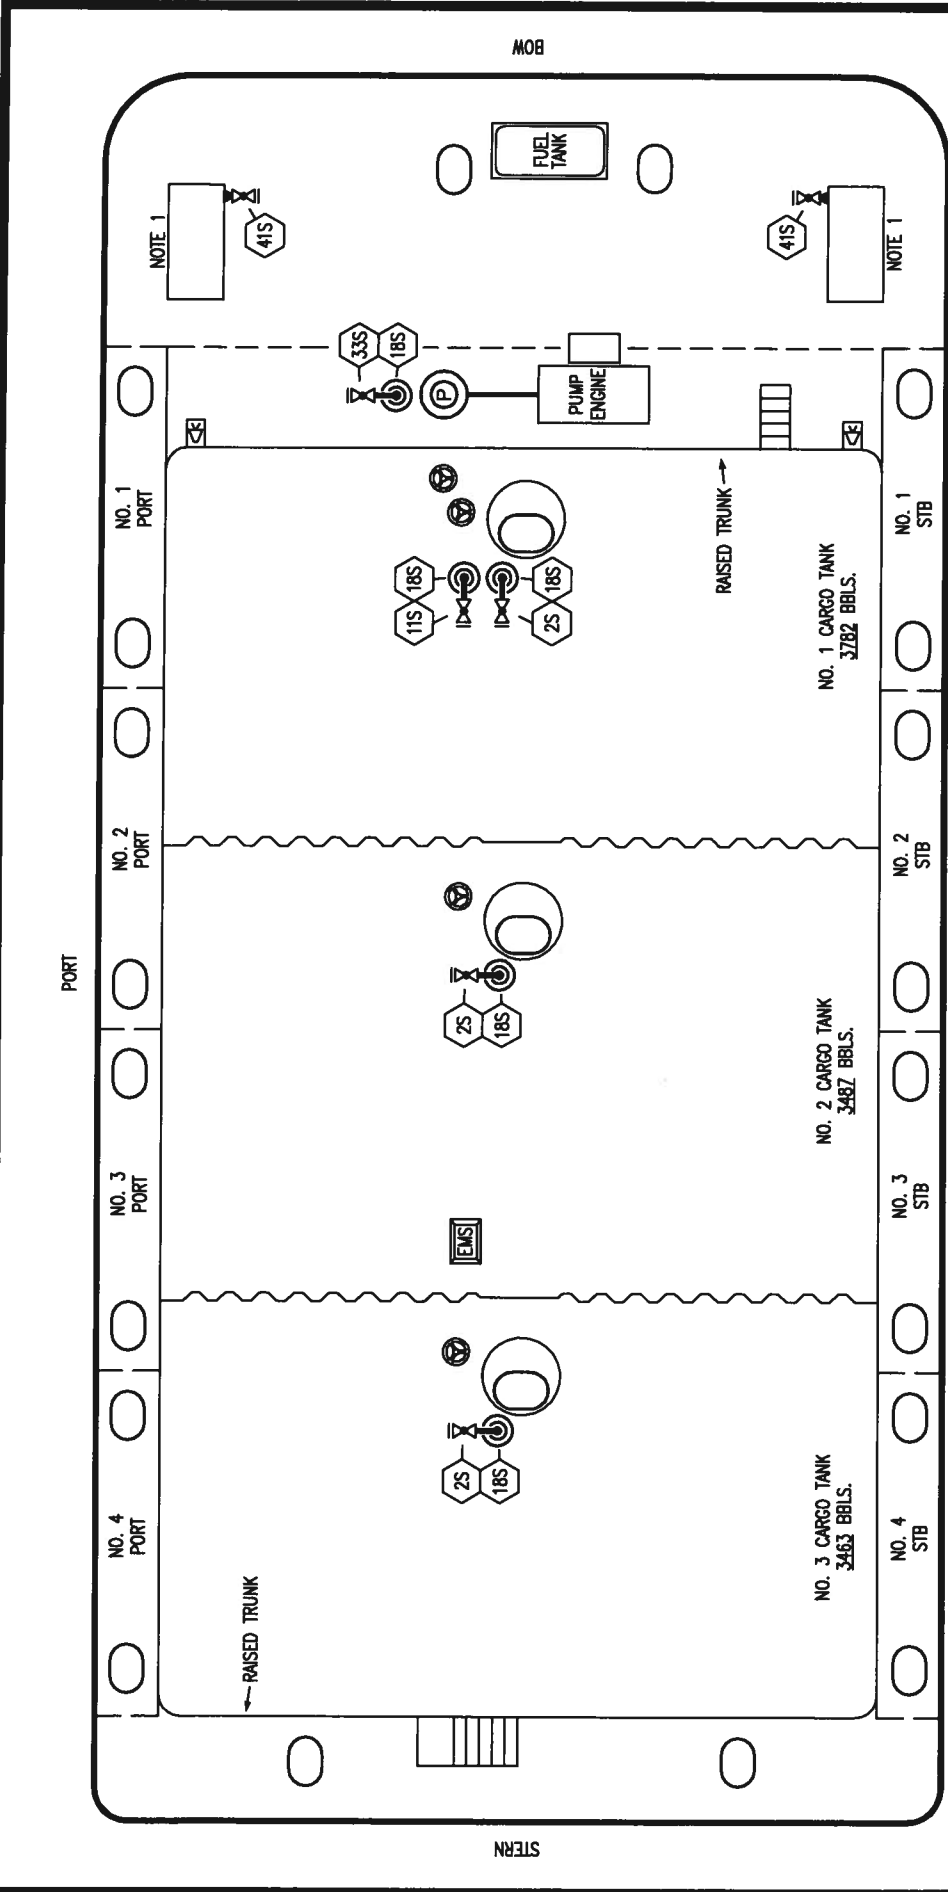 BOW
NOTE 1
41S
FUEL
TANK
41S
NOTE 1
33S
18S
P
PUMP
ENGINE
NO. 1
PORT
11S
18S
18S
2S
RAISED TRUNK
NO. 1 CARGO TANK
3782 BBLS.
NO. 1
STB
PORT
NO. 2
PORT
2S
18S
NO. 2 CARGO TANK
3487 BBLS.
NO. 2
STB
NO. 3
PORT
EMS
NO. 3
STB
NO. 4
PORT
RAISED TRUNK
2S
18S
NO. 3 CARGO TANK
3463 BBLS.
NO. 4
STB
STERN